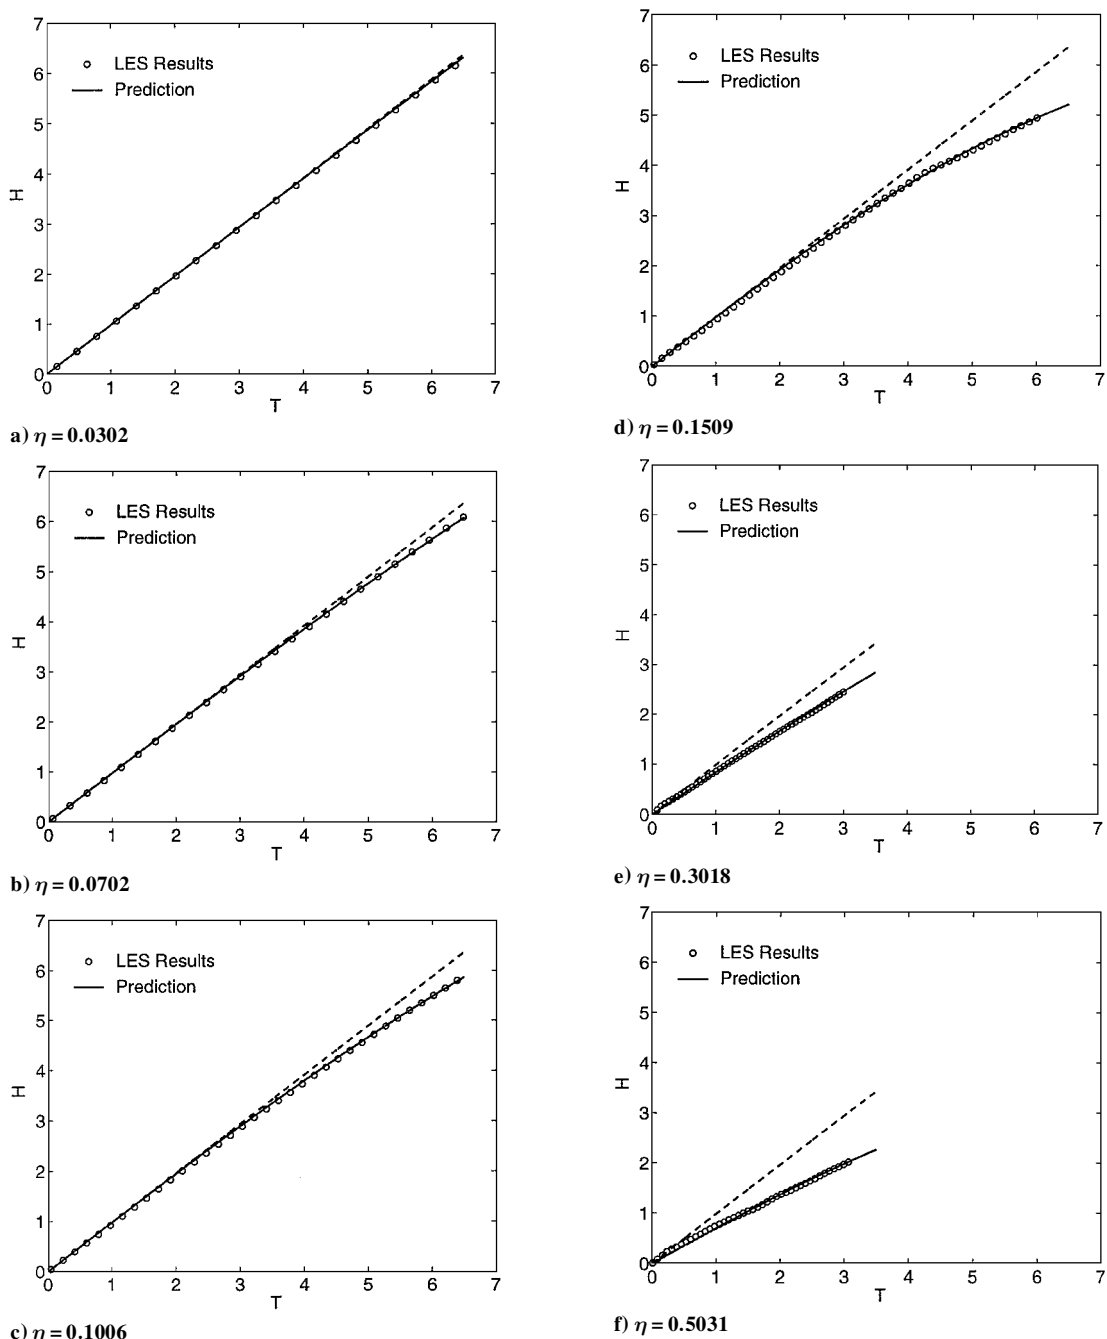 7
6
5
4
3
2
1
0
H
LES Results
Prediction
0 1 2 3 4 5 6 7
T
a) η = 0.0302
7
6
5
4
3
2
1
0
H
LES Results
Prediction
0 1 2 3 4 5 6 7
T
b) η = 0.0702
7
6
5
4
3
2
1
0
H
LES Results
Prediction
0 1 2 3 4 5 6 7
T
c) η = 0.1006
7
6
5
4
3
2
1
0
H
LES Results
Prediction
0 1 2 3 4 5 6 7
T
d) η = 0.1509
7
6
5
4
3
2
1
0
H
LES Results
Prediction
0 1 2 3 4 5 6 7
T
e) η = 0.3018
7
6
5
4
3
2
1
0
H
LES Results
Prediction
0 1 2 3 4 5 6 7
T
f) η = 0.5031